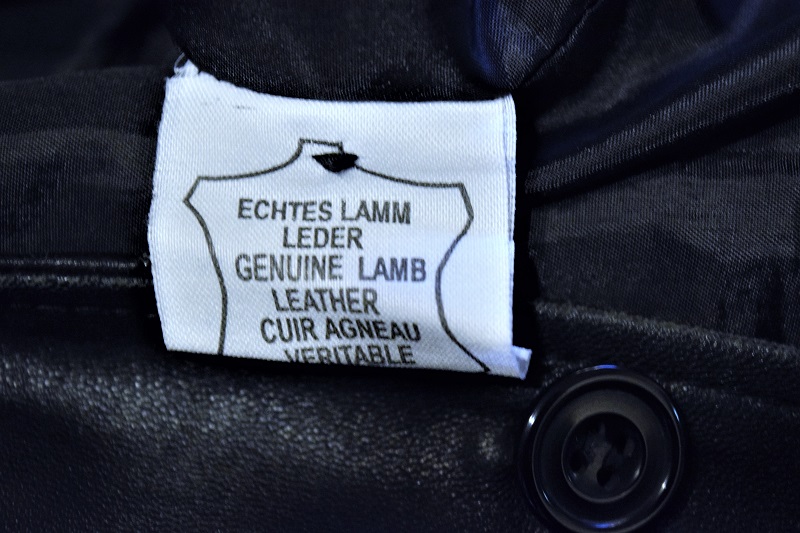 ECHTES LAMM
LEDER
GENUINE LAMB
LEATHER
CUIR AGNEAU
VERITABLE